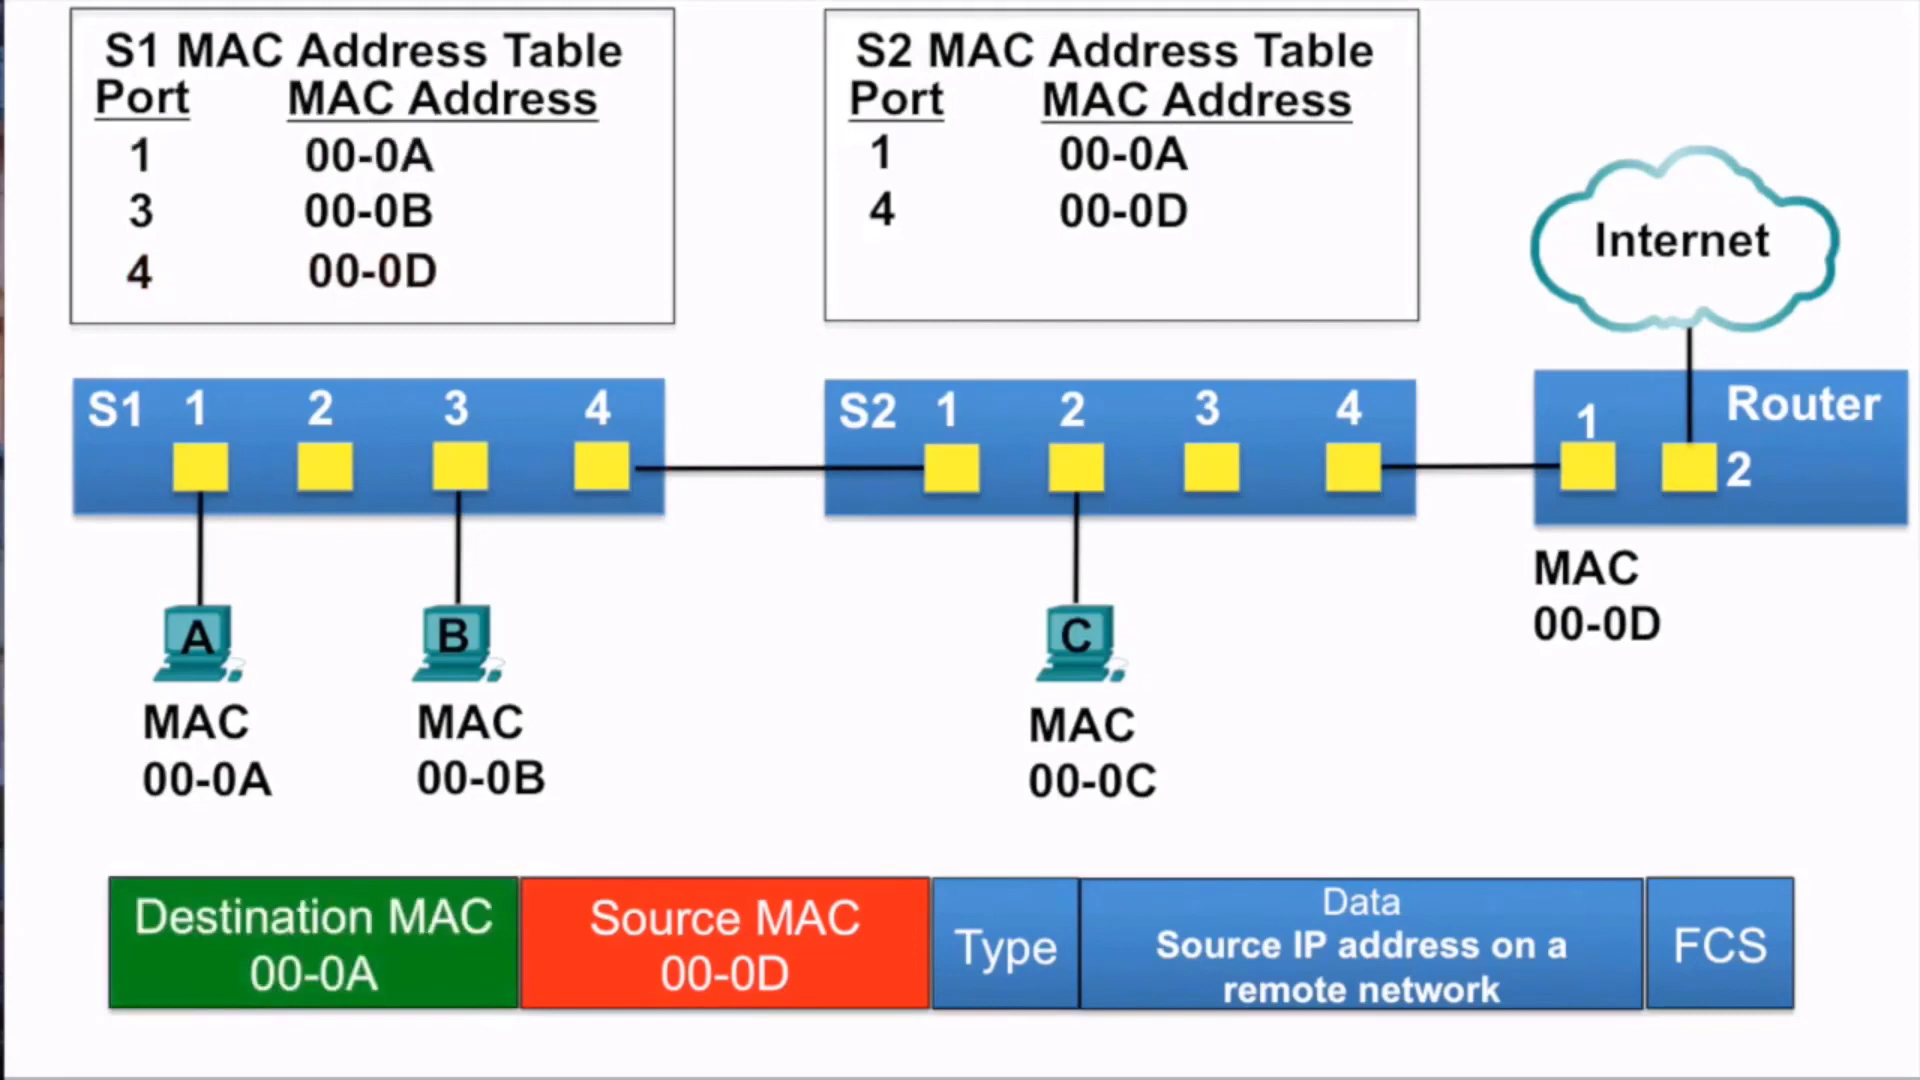 S1 MAC Address Table
Port MAC Address
1 00-0A
3 00-0B
4 00-0D
S2 MAC Address Table
Port MAC Address
1 00-0A
4 00-0D
Internet
S1 1 2 3 4
S2 1 2 3 4
1 Router
2
MAC
00-0D
A
MAC
00-0A
B
MAC
00-0B
C
MAC
00-0C
Destination MAC
00-0A
Source MAC
00-0D
Type
Data
Source IP address on a
remote network
FCS